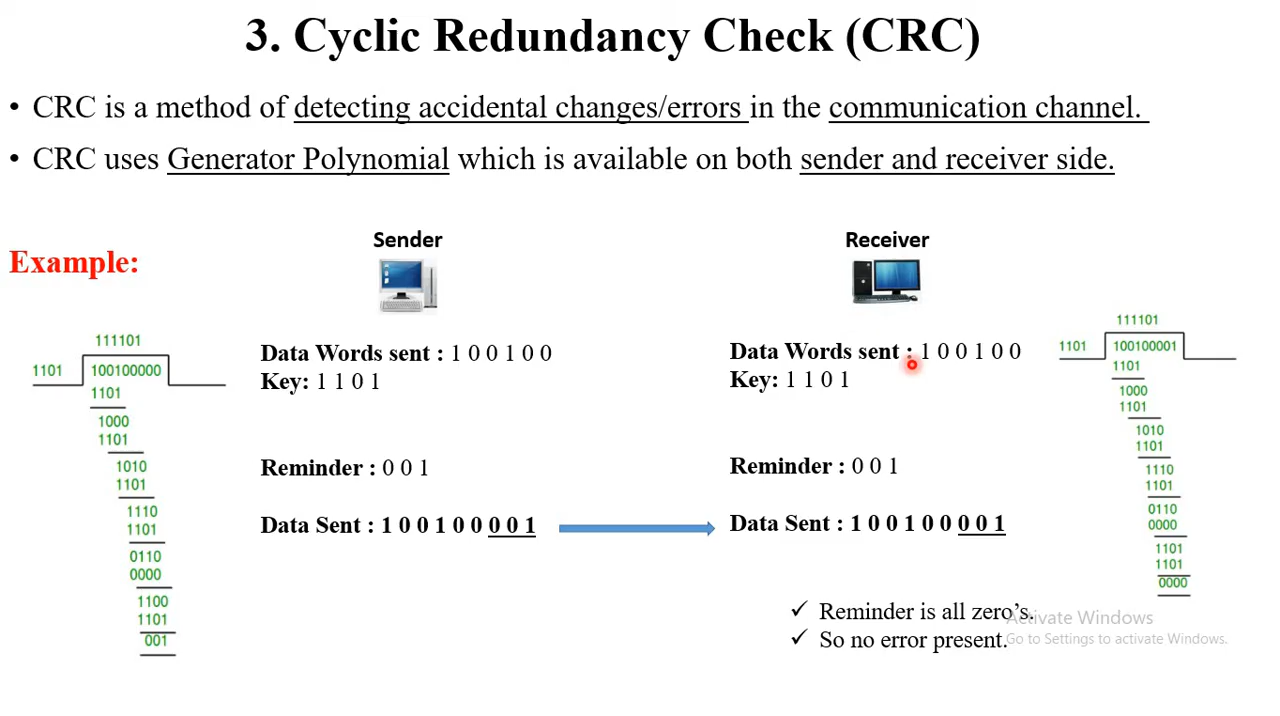 3. Cyclic Redundancy Check (CRC)
• CRC is a method of detecting accidental changes/errors in the communication channel.
• CRC uses Generator Polynomial which is available on both sender and receiver side.
Example:
Sender
Receiver
111101
1101
100100000
1101
1000
1101
1010
1101
1110
1101
0110
0000
1100
1101
001
Data Words sent : 1 0 0 1 0 0
Key: 1 1 0 1
Reminder : 0 0 1
Data Sent : 1 0 0 1 0 0 0 0 1
Data Words sent : 1 0 0 1 0 0
Key: 1 1 0 1
Reminder : 0 0 1
Data Sent : 1 0 0 1 0 0 0 0 1
✓ Reminder is all zero's.
✓ So no error present.
111101
1101
100100001
1101
1000
1101
1010
1101
1110
1101
0110
0000
1101
1101
0000
Activate Windows
Go to Settings to activate Windows.